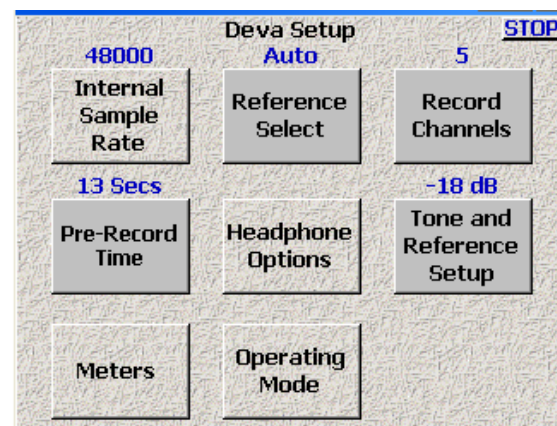 Deva Setup
STOP
48000
Auto
5
Internal
Sample
Rate
Reference
Select
Record
Channels
13 Secs
-18 dB
Pre-Record
Time
Headphone
Options
Tone and
Reference
Setup
Meters
Operating
Mode